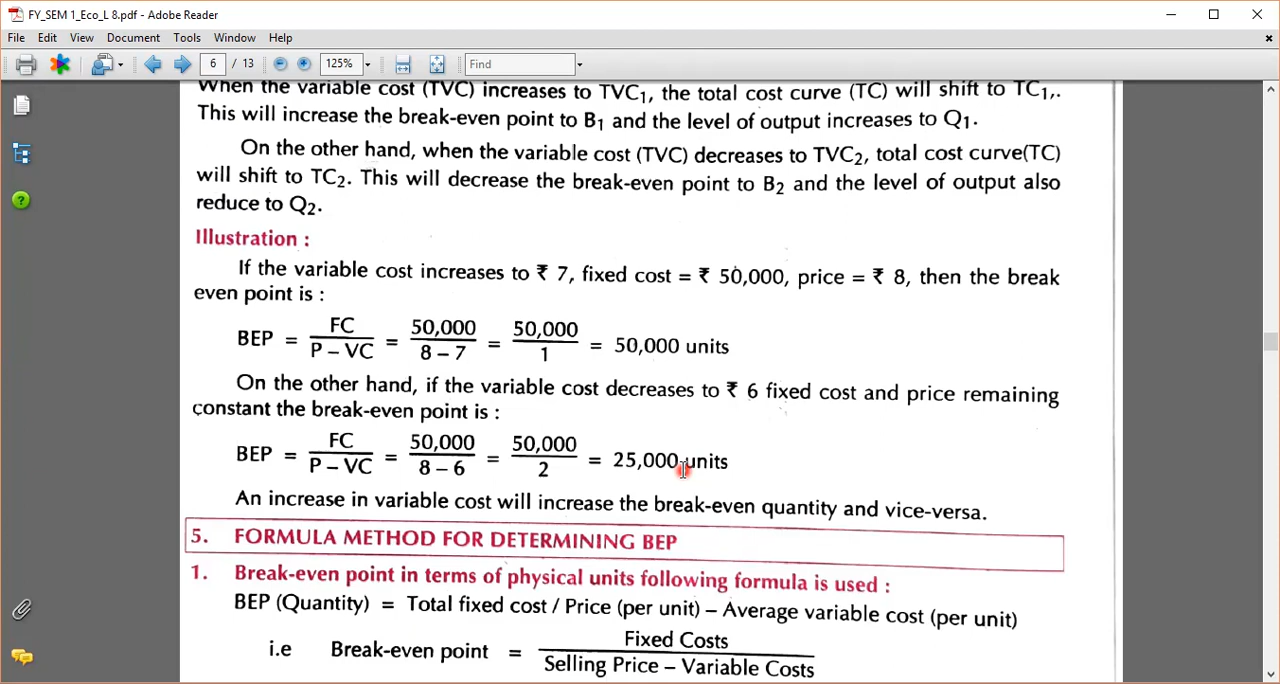 FY_SEM 1_Eco_L 8.pdf - Adobe Reader
File Edit View Document Tools Window Help
6 / 13 125% Find
When the variable cost (TVC) increases to TVC₁, the total cost curve (TC) will shift to TC₁,.
This will increase the break-even point to B₁ and the level of output increases to Q₁.
On the other hand, when the variable cost (TVC) decreases to TVC₂, total cost curve(TC)
will shift to TC₂. This will decrease the break-even point to B₂ and the level of output also
reduce to Q₂.
Illustration :
If the variable cost increases to ₹ 7, fixed cost = ₹ 50,000, price = ₹ 8, then the break
even point is :
BEP = FC / P – VC = 50,000 / 8 – 7 = 50,000 / 1 = 50,000 units
On the other hand, if the variable cost decreases to ₹ 6 fixed cost and price remaining
constant the break-even point is :
BEP = FC / P – VC = 50,000 / 8 – 6 = 50,000 / 2 = 25,000 units
An increase in variable cost will increase the break-even quantity and vice-versa.
5. FORMULA METHOD FOR DETERMINING BEP
1. Break-even point in terms of physical units following formula is used :
BEP (Quantity) = Total fixed cost / Price (per unit) – Average variable cost (per unit)
i.e Break-even point = Fixed Costs / Selling Price – Variable Costs